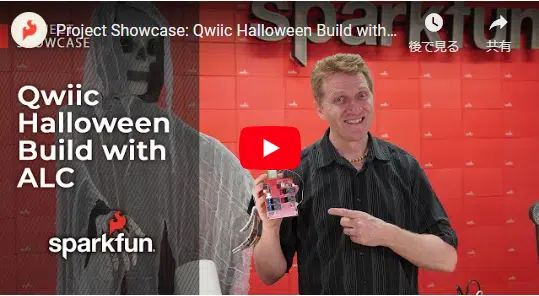 Project Showcase: Qwiic Halloween Build with...
後で見る
共有
SHOWCASE
sparkfun
Qwiic
Halloween
Build with
ALC
sparkfun